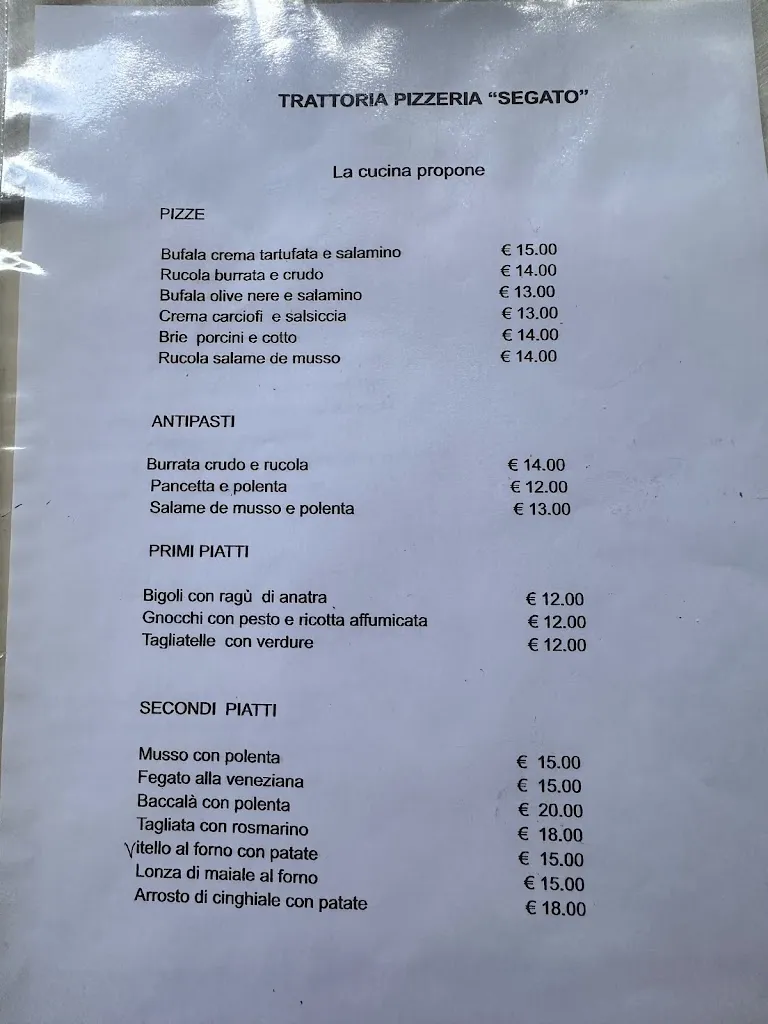 TRATTORIA PIZZERIA “SEGATO”
La cucina propone
PIZZE
Bufala crema tartufata e salamino € 15.00
Rucola burrata e crudo € 14.00
Bufala olive nere e salamino € 13.00
Crema carciofi e salsiccia € 13.00
Brie porcini e cotto € 14.00
Rucola salame de musso € 14.00
ANTIPASTI
Burrata crudo e rucola € 14.00
Pancetta e polenta € 12.00
Salame de musso e polenta € 13.00
PRIMI PIATTI
Bigoli con ragù di anatra € 12.00
Gnocchi con pesto e ricotta affumicata € 12.00
Tagliatelle con verdure € 12.00
SECONDI PIATTI
Musso con polenta € 15.00
Fegato alla veneziana € 15.00
Baccalà con polenta € 20.00
Tagliata con rosmarino € 18.00
Vitello al forno con patate € 15.00
Lonza di maiale al forno € 15.00
Arrosto di cinghiale con patate € 18.00